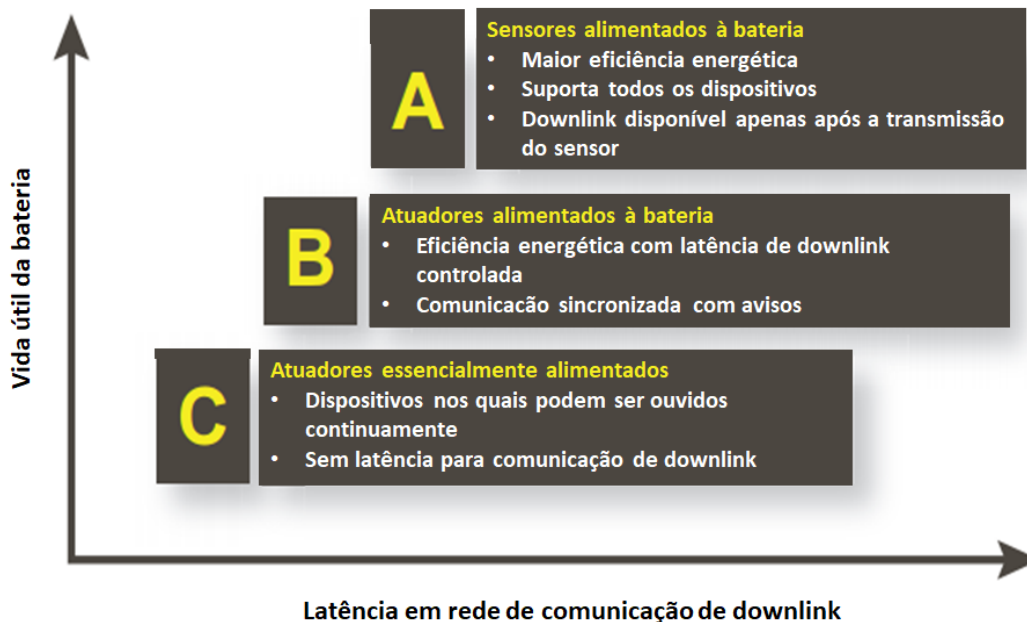 Vida útil da bateria
A
Sensores alimentados à bateria
• Maior eficiência energética
• Suporta todos os dispositivos
• Downlink disponível apenas após a transmissão
do sensor
B
Atuadores alimentados à bateria
• Eficiência energética com latência de downlink
controlada
• Comunicacão sincronizada com avisos
C
Atuadores essencialmente alimentados
• Dispositivos nos quais podem ser ouvidos
continuamente
• Sem latência para comunicação de downlink
Latência em rede de comunicação de downlink